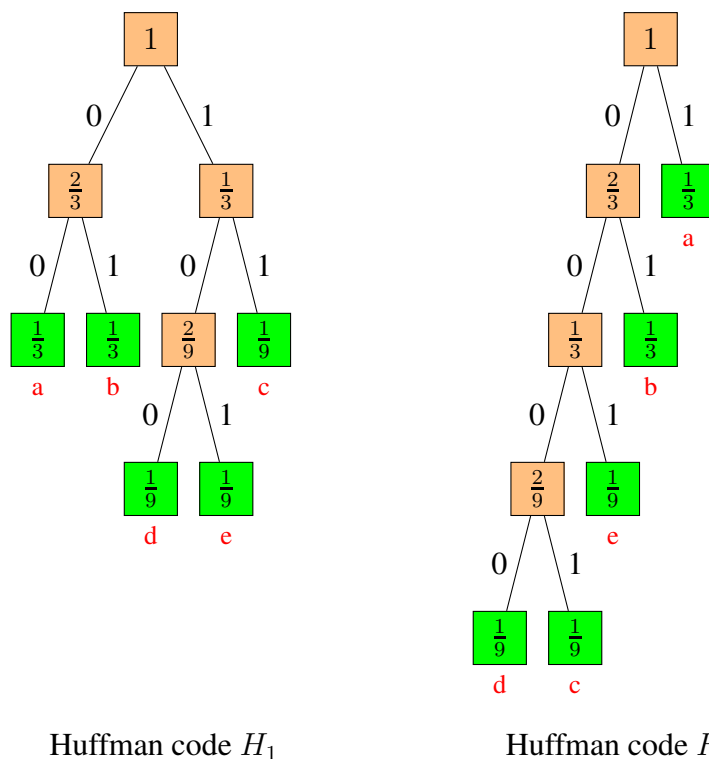 1 1
0 1 0 1
2/3 1/3 2/3 1/3
a
0 1 0 1 0 1
1/3 1/3 2/9 1/9 1/3 1/3
a b c b
0 1 0 1
1/9 1/9 2/9 1/9
d e e
0 1
1/9 1/9
d c
Huffman code H₁ Huffman code